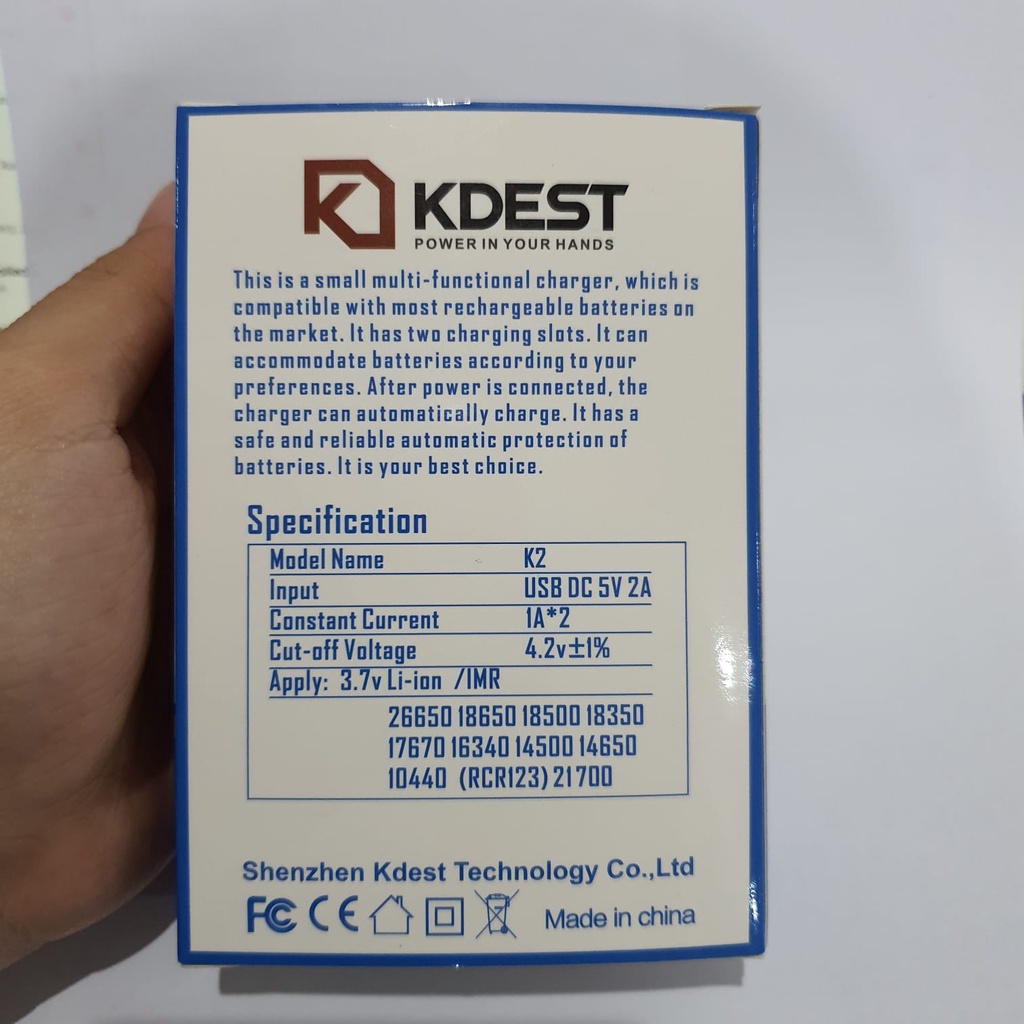 KDEST
POWER IN YOUR HANDS
This is a small multi-functional charger, which is
compatible with most rechargeable batteries on
the market. It has two charging slots. It can
accommodate batteries according to your
preferences. After power is connected, the
charger can automatically charge. It has a
safe and reliable automatic protection of
batteries. It is your best choice.
Specification
Model Name K2
Input USB DC 5V 2A
Constant Current 1A*2
Cut-off Voltage 4.2v±1%
Apply: 3.7v Li-ion /IMR
26650 18650 18500 18350
17670 16340 14500 14650
10440 (RCR123) 21700
Shenzhen Kdest Technology Co.,Ltd
FC CE Made in china